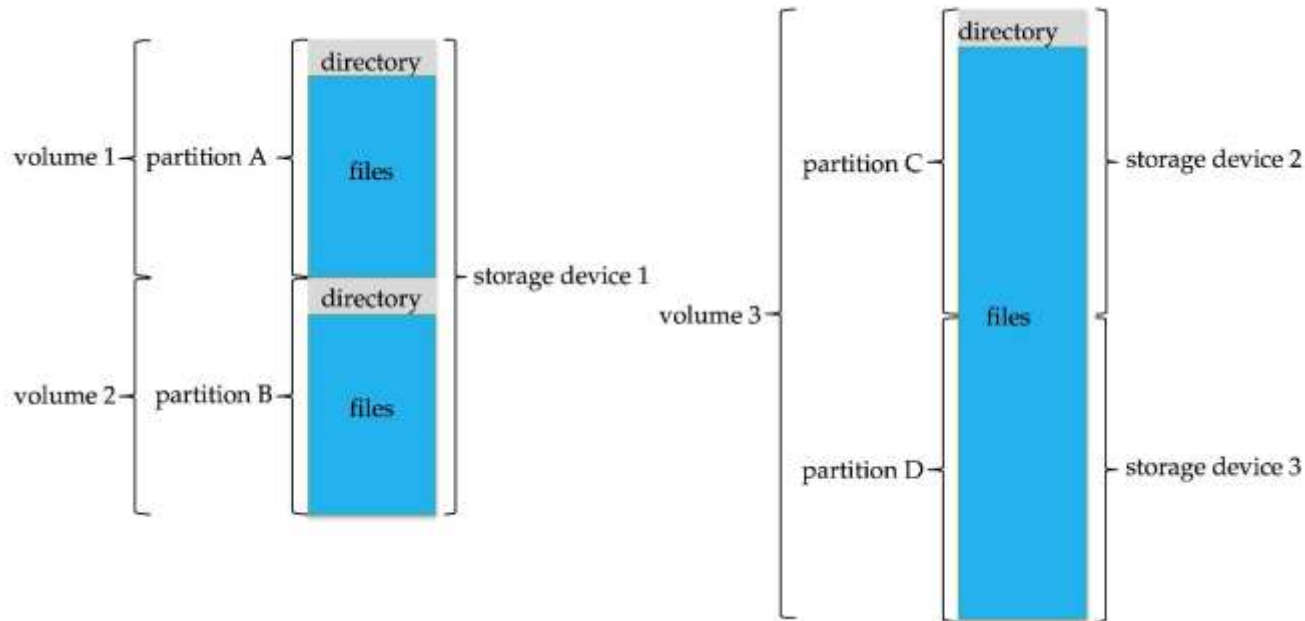 directory
volume 1
partition A
files
storage device 1
directory
volume 2
partition B
files
directory
partition C
storage device 2
volume 3
files
partition D
storage device 3